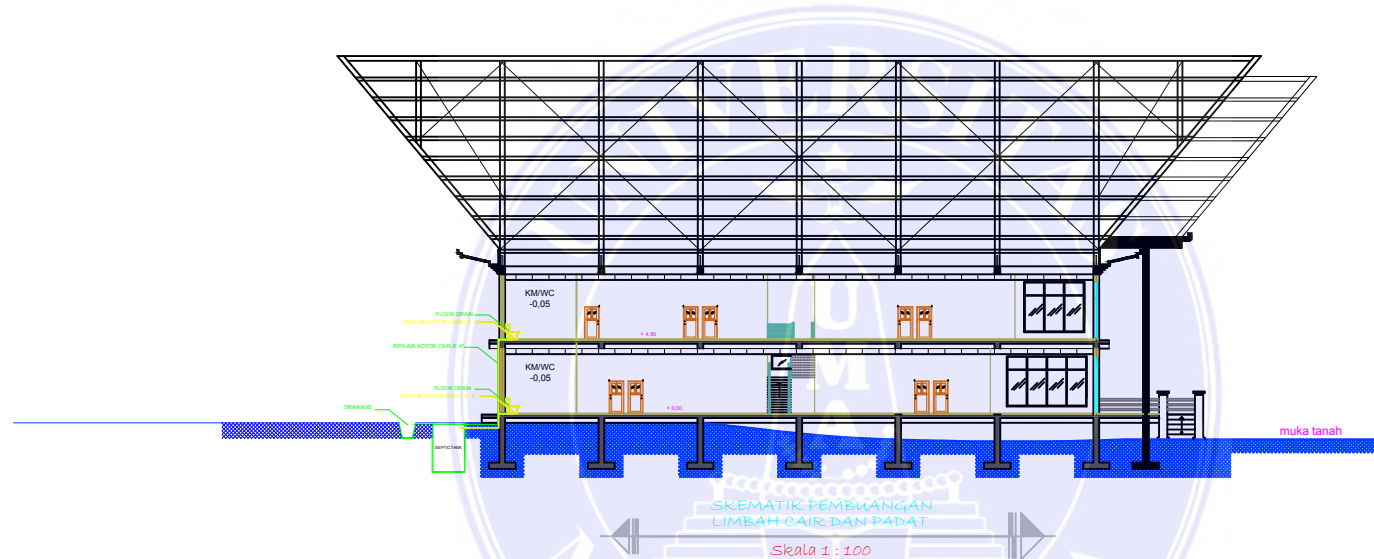 UNIVERSITAS
KM/WC
-0,05
FLOOR DRAIN
+ 4,50
PIPA AIR KOTOR CAIR Ø 4"
KM/WC
-0,05
FLOOR DRAIN
+ 0,00
DRAINASE
SEPTICTANK
muka tanah
U
M
A
SKEMATIK PEMBUANGAN
LIMBAH CAIR DAN PADAT
Skala 1 : 100